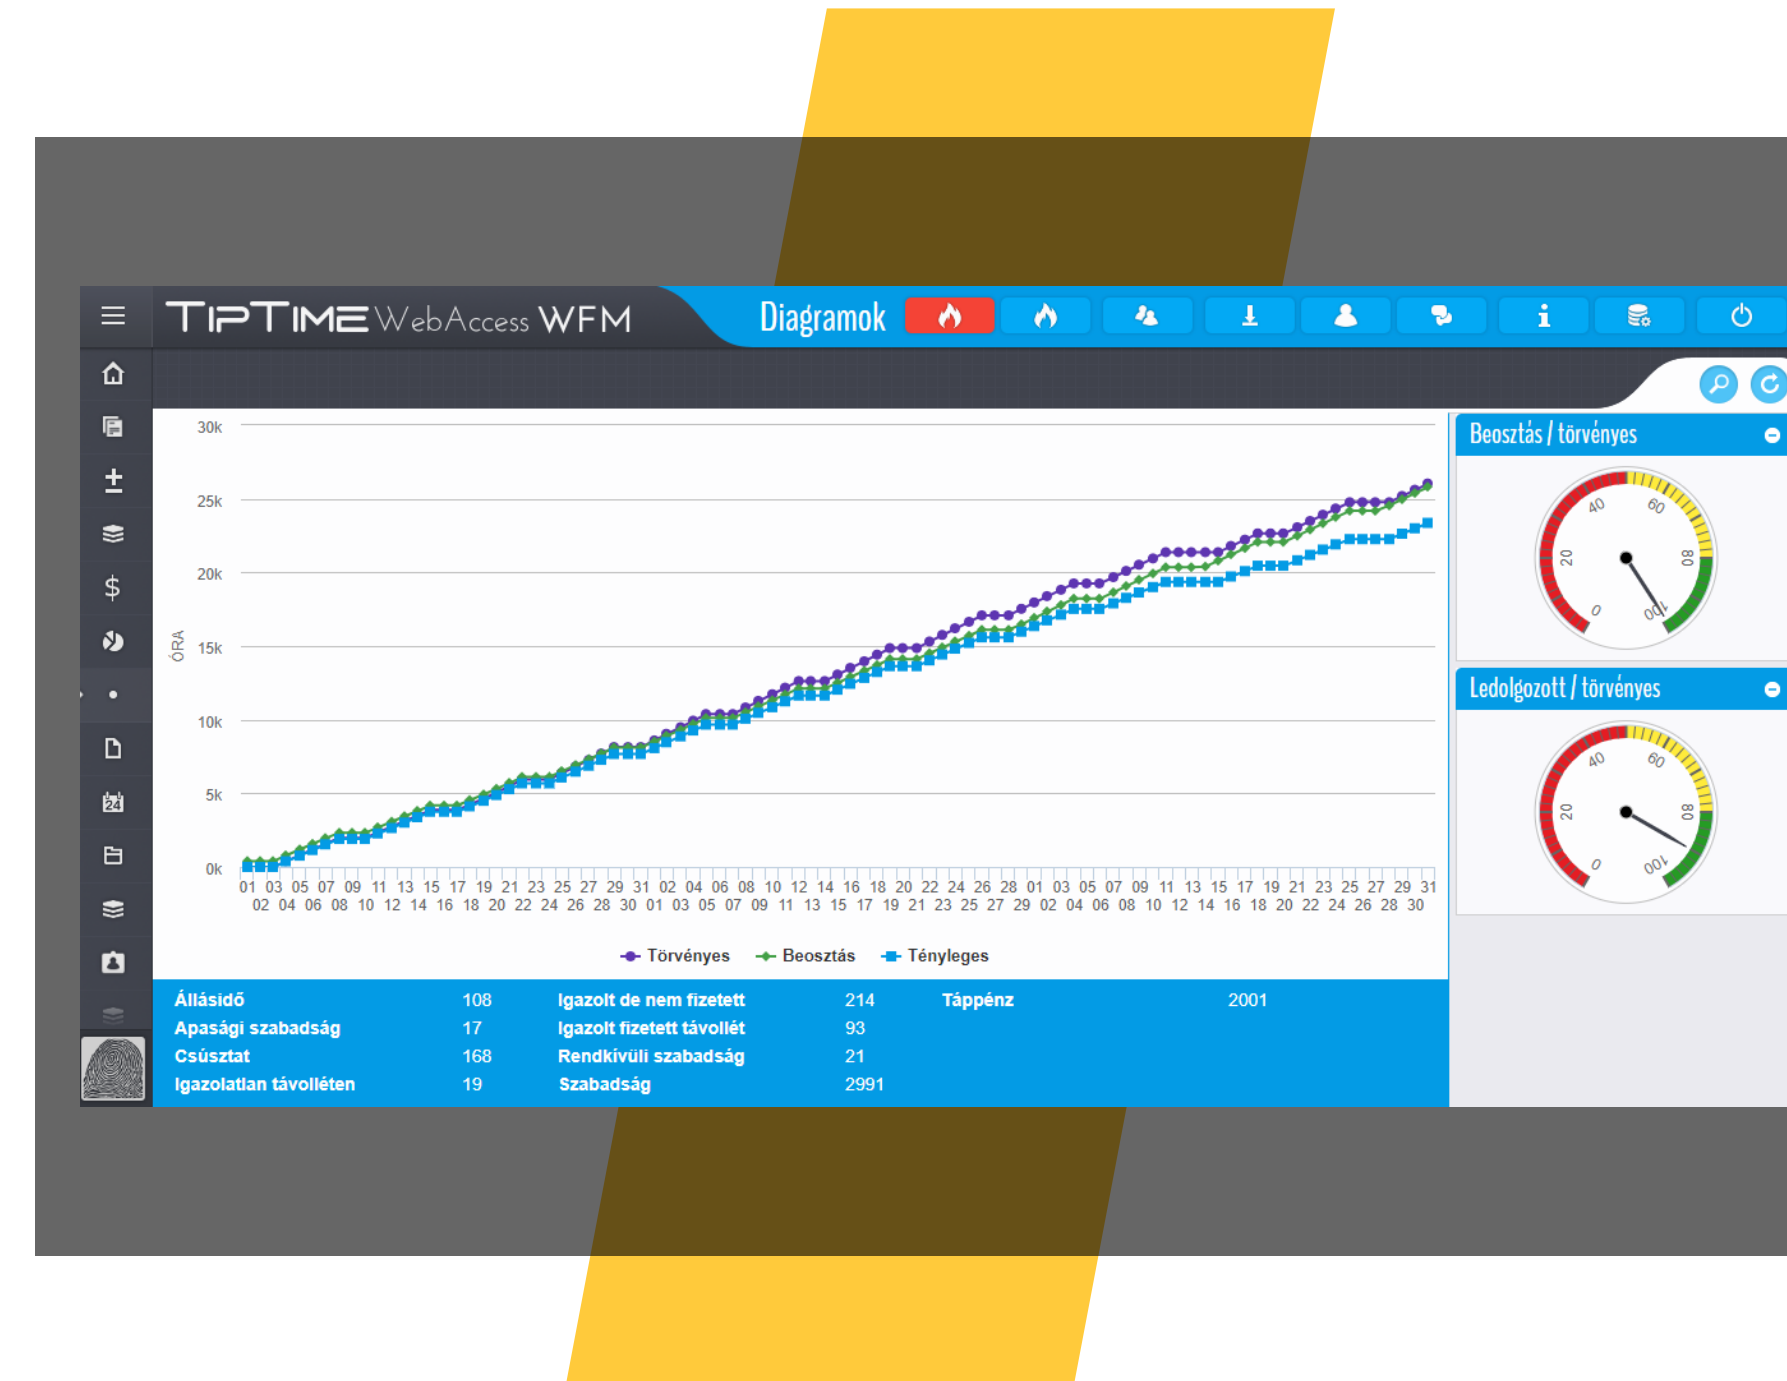 TIPTIME WebAccess WFM
Diagramok
30k
25k
20k
15k
10k
5k
0k
ÓRA
01 03 05 07 09 11 13 15 17 19 21 23 25 27 29 31 02 04 06 08 10 12 14 16 18 20 22 24 26 28 01 03 05 07 09 11 13 15 17 19 21 23 25 27 29 31
02 04 06 08 10 12 14 16 18 20 22 24 26 28 30 01 03 05 07 09 11 13 15 17 19 21 23 25 27 29 02 04 06 08 10 12 14 16 18 20 22 24 26 28 30
Törvényes Beosztás Tényleges
Állásidő 108 Igazolt de nem fizetett 214 Táppénz 2001
Apasági szabadság 17 Igazolt fizetett távollét 93
Csúsztat 168 Rendkívüli szabadság 21
Igazolatlan távolléten 19 Szabadság 2991
Beosztás / törvényes
0 20 40 60 80 100
Ledolgozott / törvényes
0 20 40 60 80 100
24